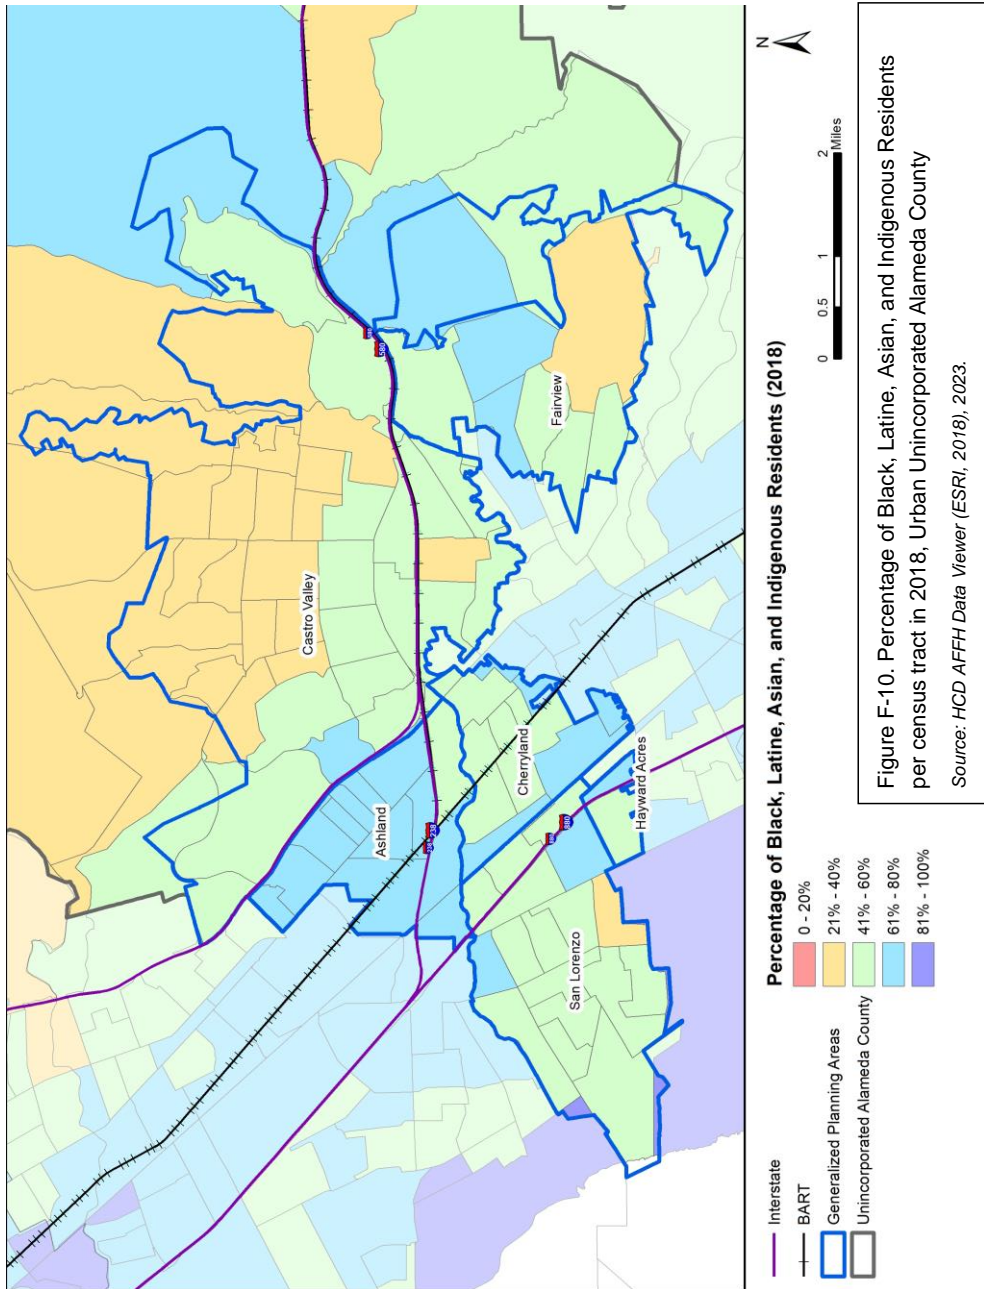 Castro Valley
Ashland
Cherryland
Fairview
Hayward Acres
San Lorenzo
580
238
880
N
Percentage of Black, Latine, Asian, and Indigenous Residents (2018)
Interstate
BART
Generalized Planning Areas
Unincorporated Alameda County
0 - 20%
21% - 40%
41% - 60%
61% - 80%
81% - 100%
0 0.5 1 2
Miles
Figure F-10. Percentage of Black, Latine, Asian, and Indigenous Residents
per census tract in 2018, Urban Unincorporated Alameda County
Source: HCD AFFH Data Viewer (ESRI, 2018), 2023.